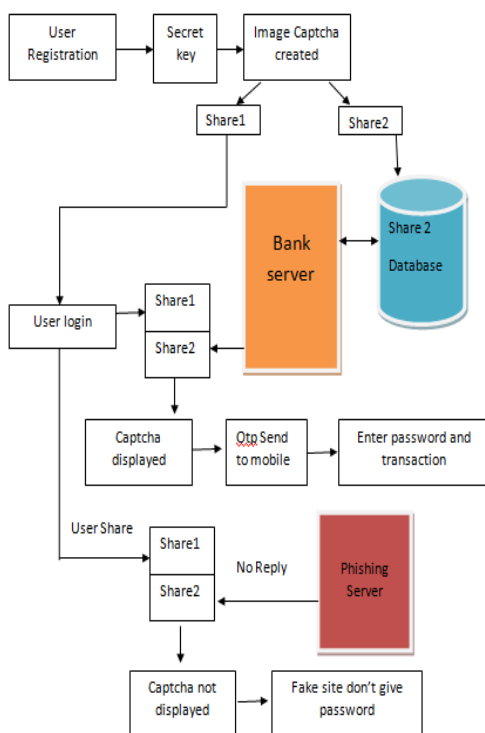 User
Registration
Secret
key
Image Captcha
created
Share1
Share2
Bank
server
Share 2
Database
User login
Share1
Share2
Captcha
displayed
Otp Send
to mobile
Enter password and
transaction
User Share
Share1
Share2
No Reply
Phishing
Server
Captcha not
displayed
Fake site don't give
password